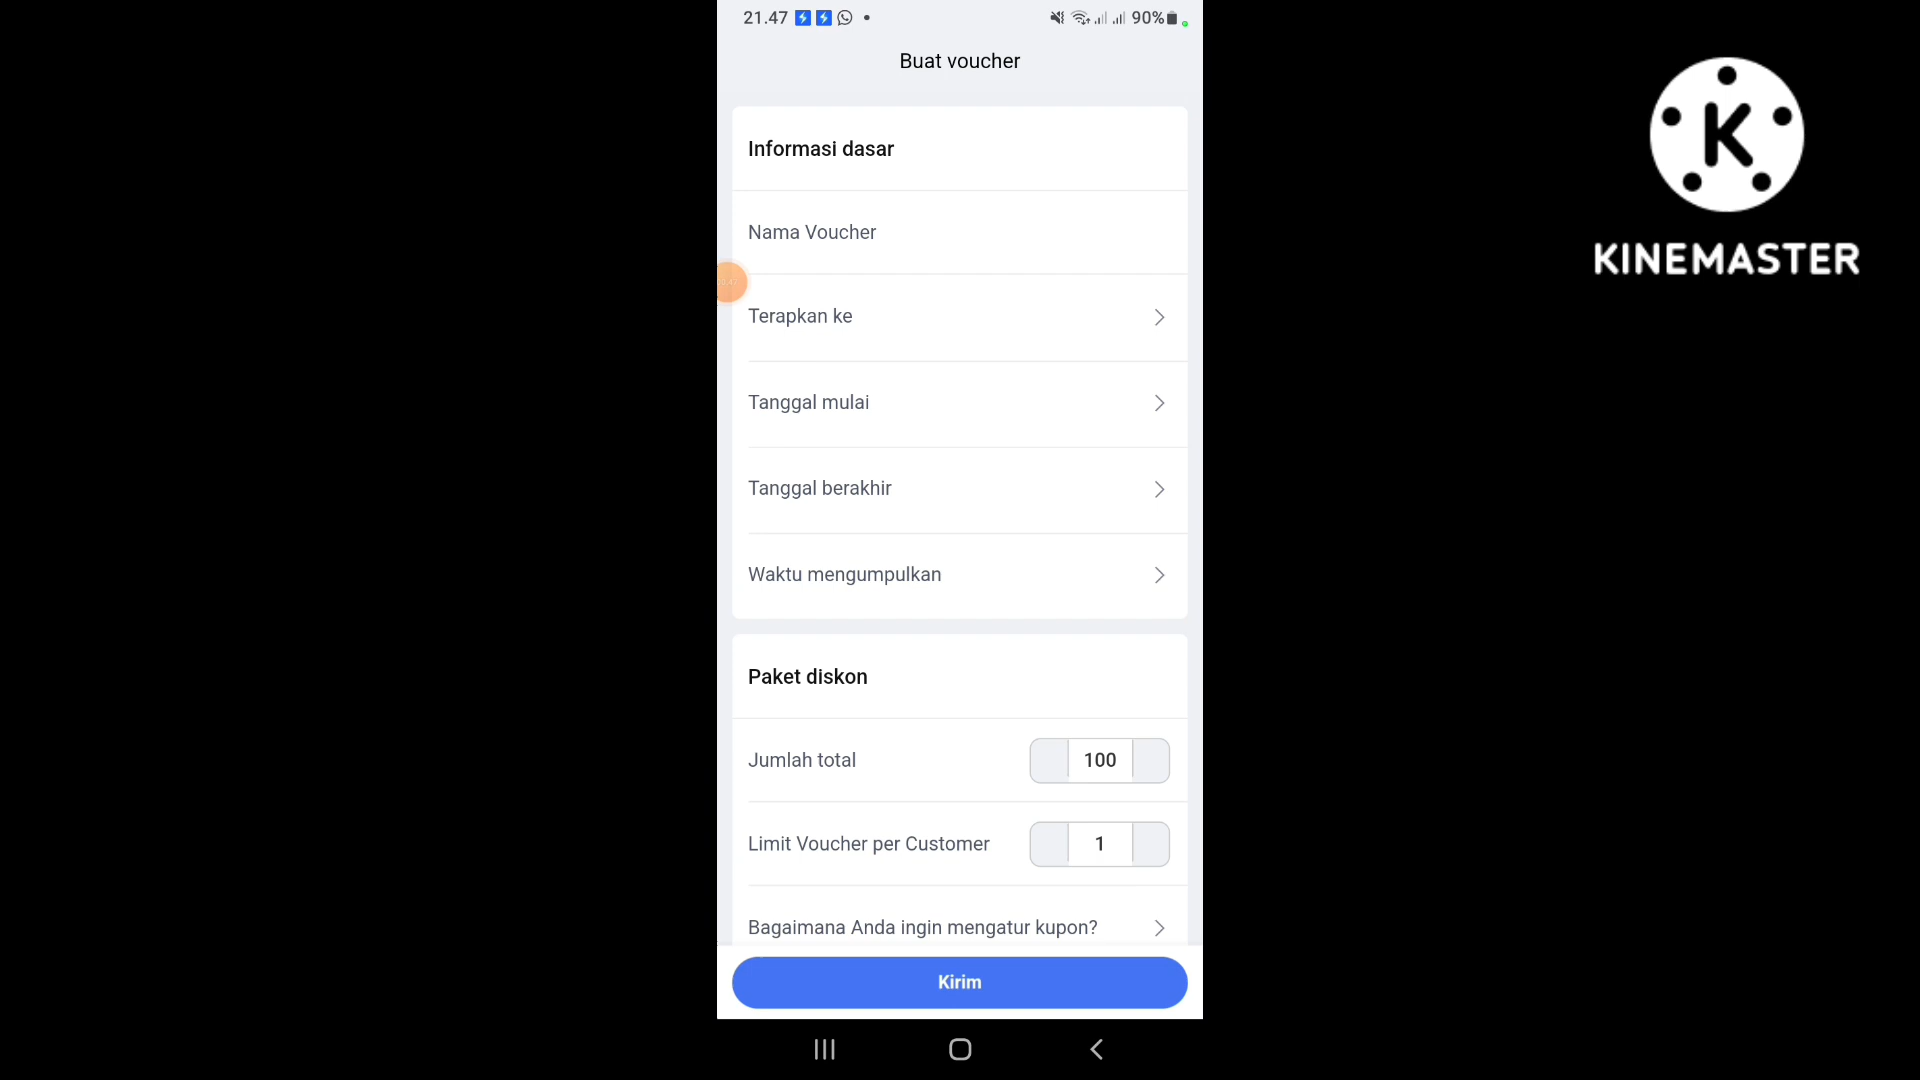 21.47
90%
Buat voucher
K
KINEMASTER
Informasi dasar
Nama Voucher
Terapkan ke
Tanggal mulai
Tanggal berakhir
Waktu mengumpulkan
Paket diskon
Jumlah total
100
Limit Voucher per Customer
1
Bagaimana Anda ingin mengatur kupon?
Kirim